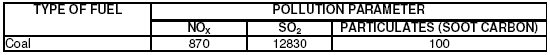 TYPE OF FUEL POLLUTION PARAMETER
NOX SO2 PARTICULATES (SOOT CARBON)
Coal 870 12830 100